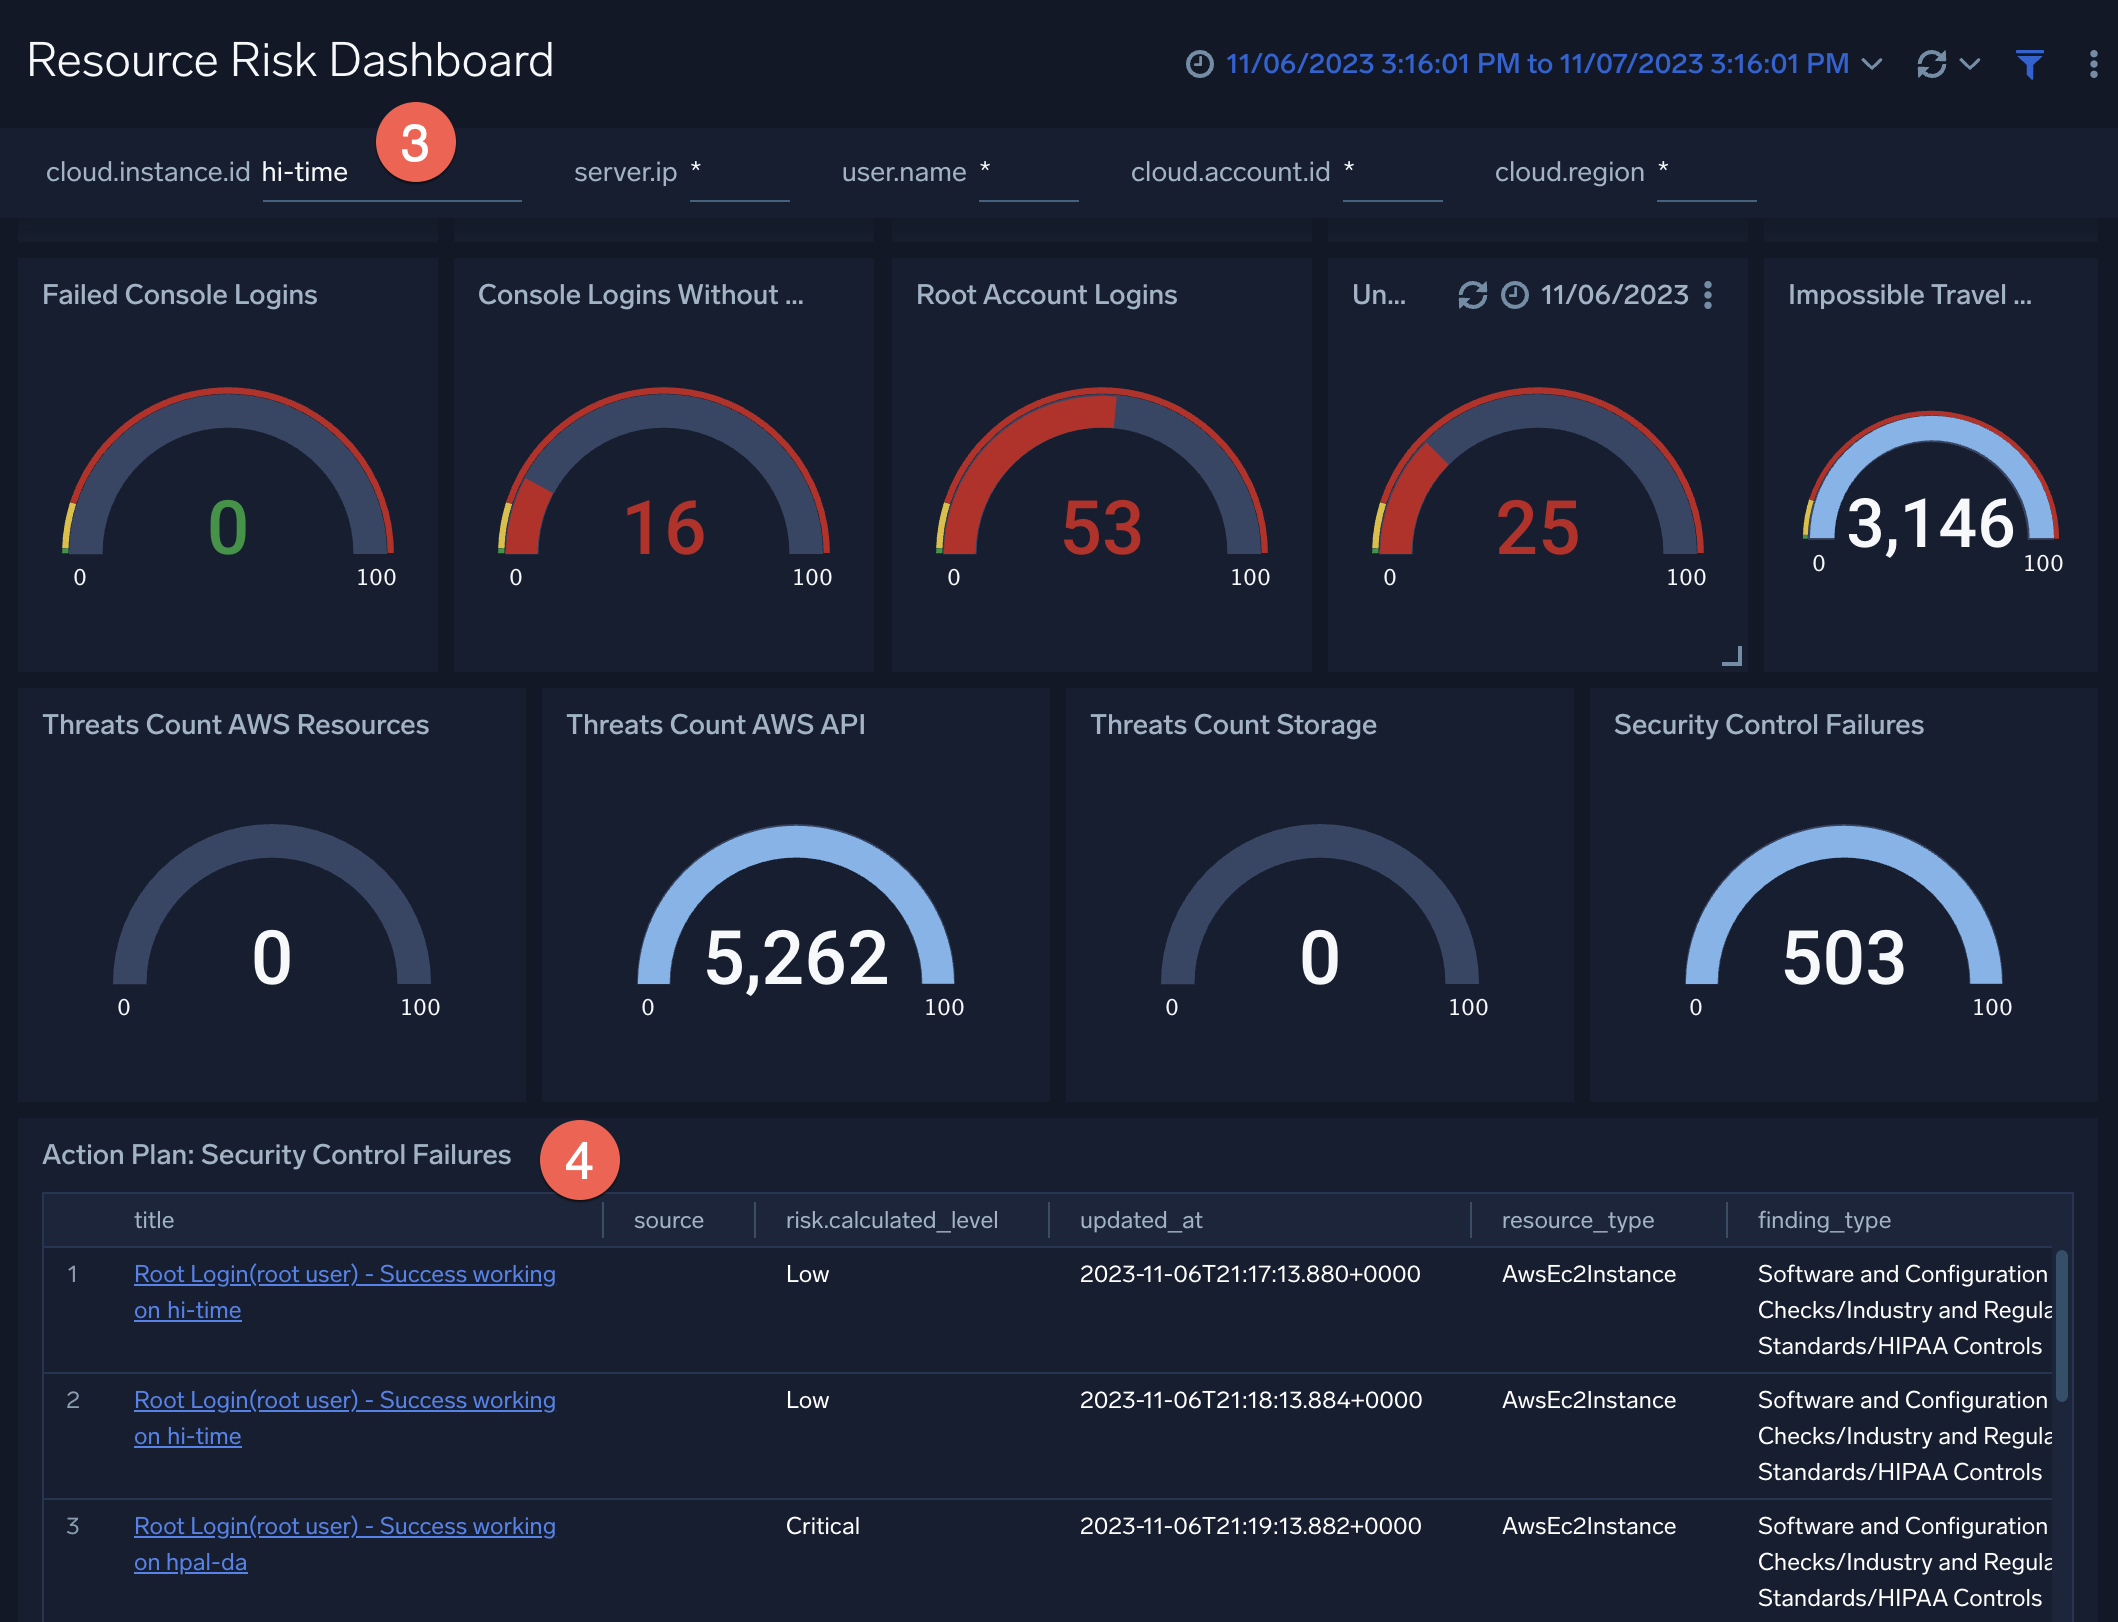 Resource Risk Dashboard
11/06/2023 3:16:01 PM to 11/07/2023 3:16:01 PM
3
cloud.instance.id hi-time server.ip * user.name * cloud.account.id * cloud.region *
Failed Console Logins
0
0 100
Console Logins Without ...
16
0 100
Root Account Logins
53
0 100
Un... 11/06/2023
25
0 100
Impossible Travel ...
3,146
0 100
Threats Count AWS Resources
0
0 100
Threats Count AWS API
5,262
0 100
Threats Count Storage
0
0 100
Security Control Failures
503
0 100
Action Plan: Security Control Failures
4
title source risk.calculated_level updated_at resource_type finding_type
1 Root Login(root user) - Success working Low 2023-11-06T21:17:13.880+0000 AwsEc2Instance Software and Configuration
on hi-time Checks/Industry and Regula
Standards/HIPAA Controls
2 Root Login(root user) - Success working Low 2023-11-06T21:18:13.884+0000 AwsEc2Instance Software and Configuration
on hi-time Checks/Industry and Regula
Standards/HIPAA Controls
3 Root Login(root user) - Success working Critical 2023-11-06T21:19:13.882+0000 AwsEc2Instance Software and Configuration
on hpal-da Checks/Industry and Regula
Standards/HIPAA Controls